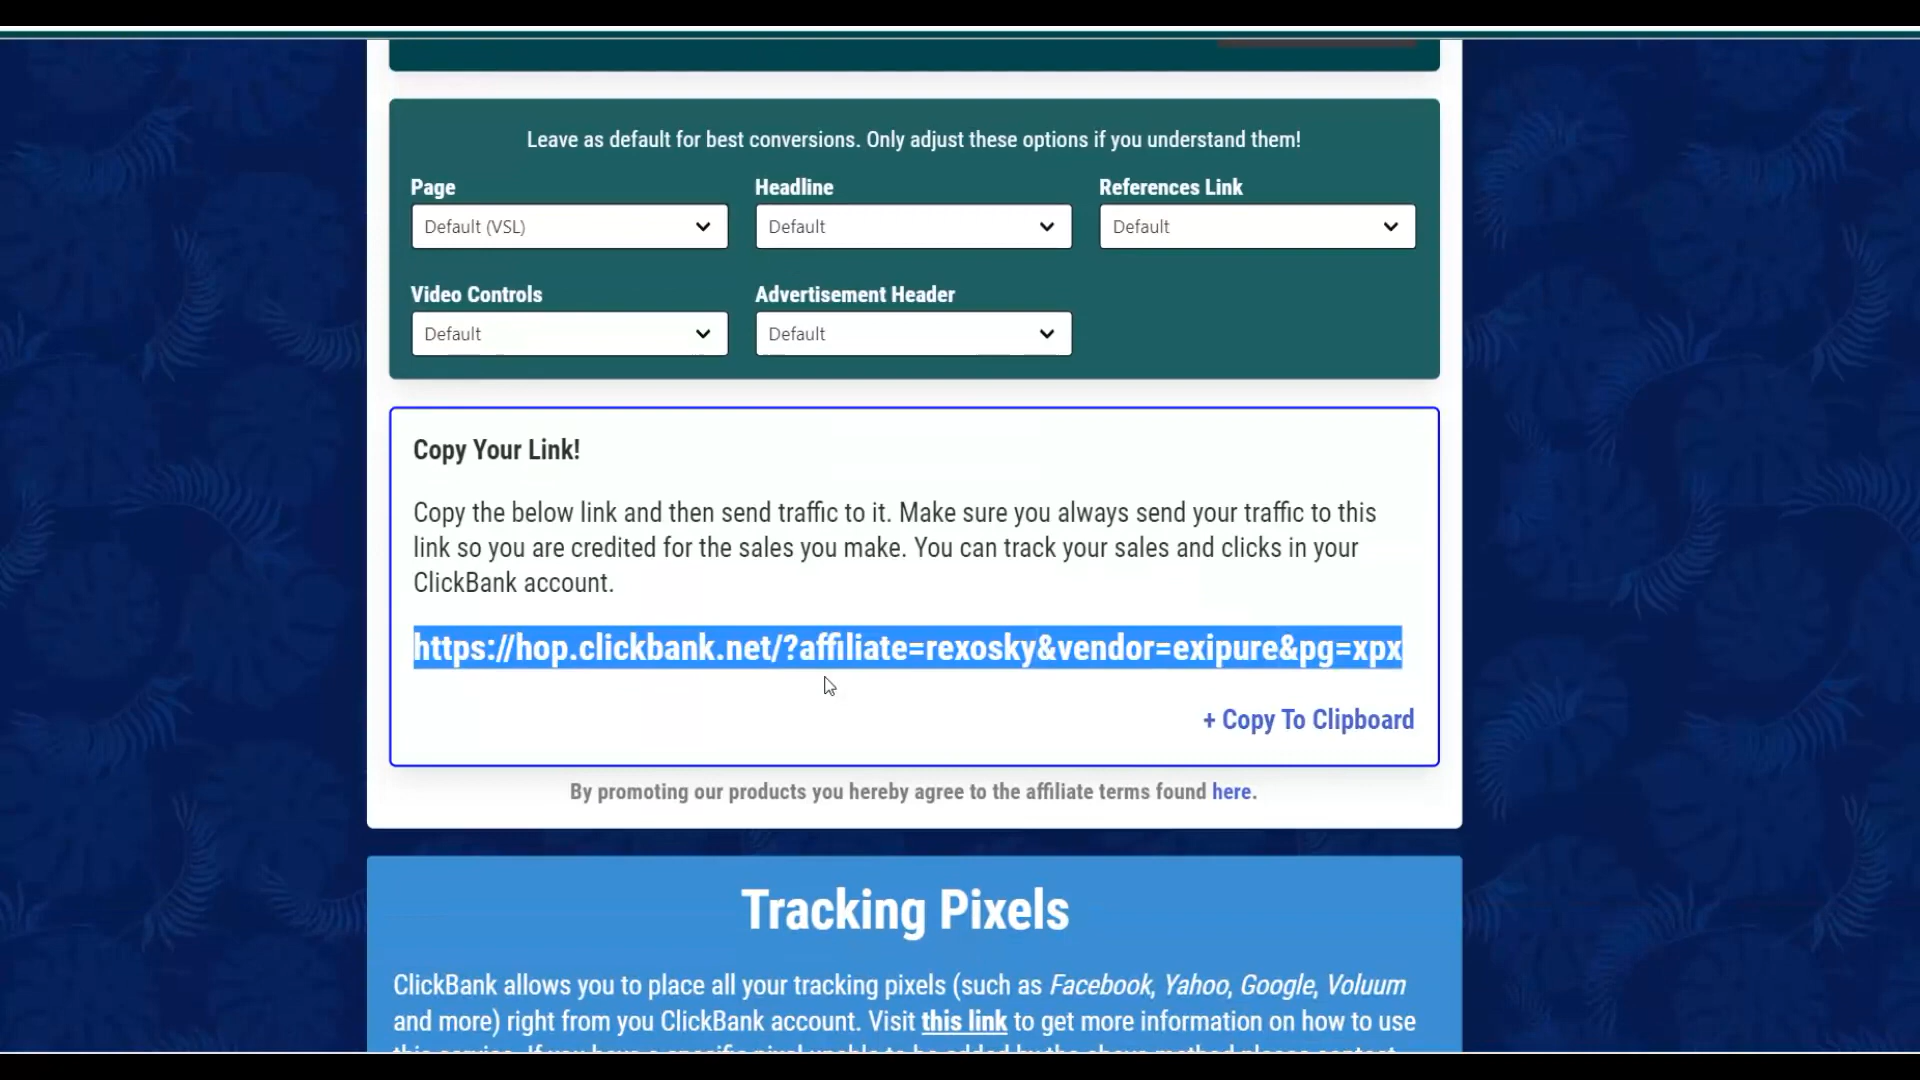 Leave as default for best conversions. Only adjust these options if you understand them!
Page
Headline
References Link
Default (VSL)
Default
Default
Video Controls
Advertisement Header
Default
Default
Copy Your Link!
Copy the below link and then send traffic to it. Make sure you always send your traffic to this
link so you are credited for the sales you make. You can track your sales and clicks in your
ClickBank account.
https://hop.clickbank.net/?affiliate=rexosky&vendor=exipure&pg=xpx
+ Copy To Clipboard
By promoting our products you hereby agree to the affiliate terms found here.
Tracking Pixels
ClickBank allows you to place all your tracking pixels (such as Facebook, Yahoo, Google, Voluum
and more) right from you ClickBank account. Visit this link to get more information on how to use